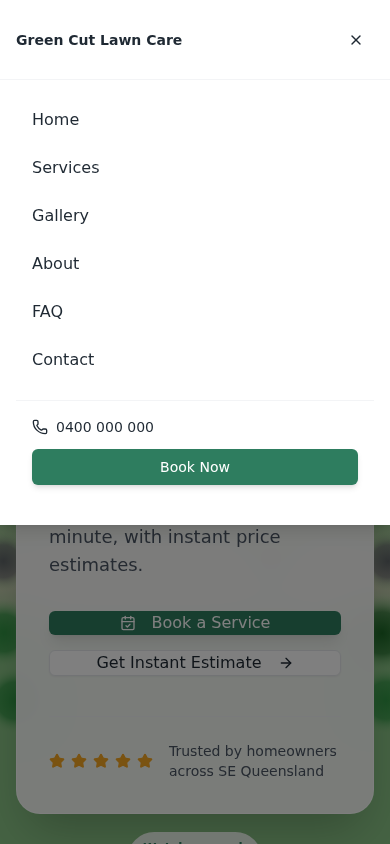 Green Cut Lawn Care
Home
Services
Gallery
About
FAQ
Contact
0400 000 000
Book Now
minute, with instant price
estimates.
Book a Service
Get Instant Estimate
Trusted by homeowners
across SE Queensland